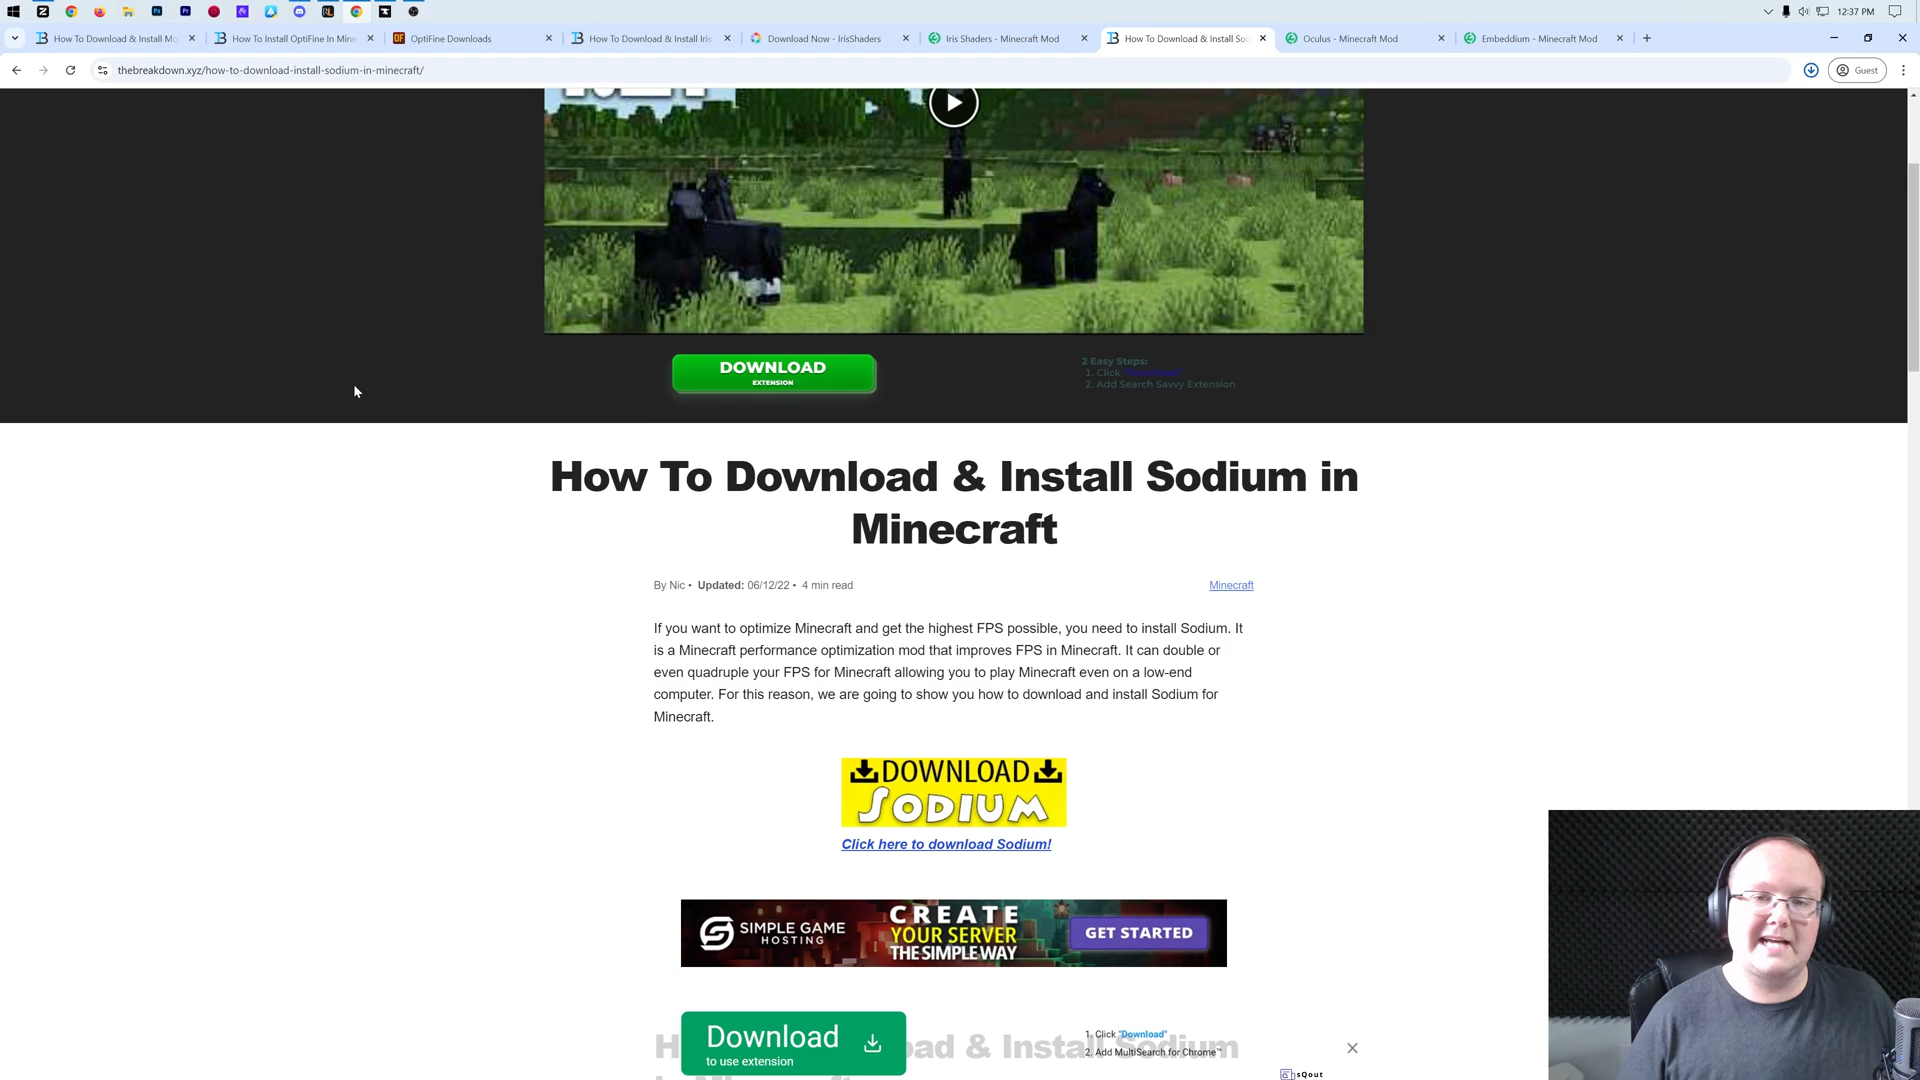 12:37 PM
How To Download & Install Mo
How To Install OptiFine In Mine
OptiFine Downloads
How To Download & Install Iris
Download Now - IrisShaders
Iris Shaders - Minecraft Mod
How To Download & Install So
Oculus - Minecraft Mod
Embeddium - Minecraft Mod
thebreakdown.xyz/how-to-download-install-sodium-in-minecraft/
Guest
DOWNLOAD
EXTENSION
2 Easy Steps:
1. Click "Download"
2. Add Search Savvy Extension
How To Download & Install Sodium in
Minecraft
By Nic • Updated: 06/12/22 • 4 min read
Minecraft
If you want to optimize Minecraft and get the highest FPS possible, you need to install Sodium. It
is a Minecraft performance optimization mod that improves FPS in Minecraft. It can double or
even quadruple your FPS for Minecraft allowing you to play Minecraft even on a low-end
computer. For this reason, we are going to show you how to download and install Sodium for
Minecraft.
DOWNLOAD
SODIUM
Click here to download Sodium!
SIMPLE GAME
HOSTING
CREATE
YOUR SERVER
THE SIMPLE WAY
GET STARTED
Download
to use extension
& Install Sodium
1. Click "Download"
2. Add MultiSearch for Chrome™
sQout